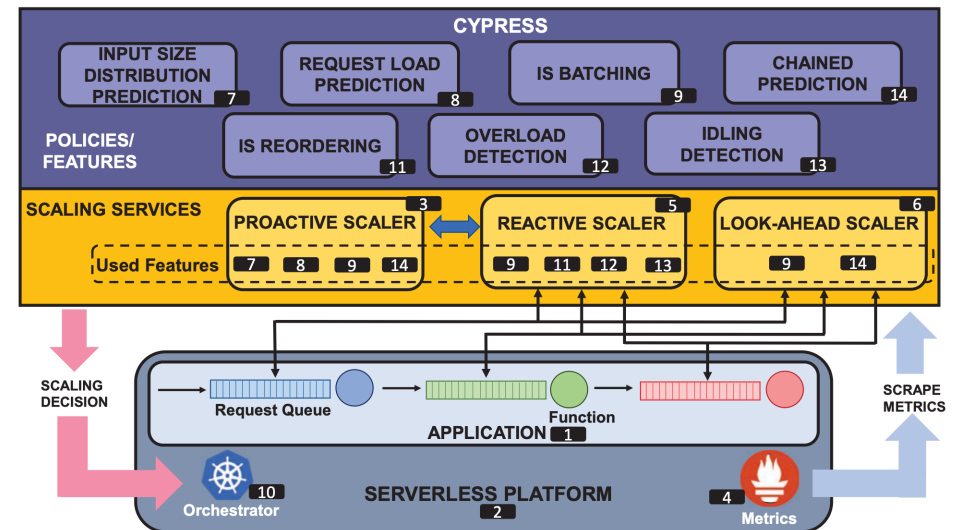 CYPRESS
INPUT SIZE
DISTRIBUTION
PREDICTION
7
REQUEST LOAD
PREDICTION
8
IS BATCHING
9
CHAINED
PREDICTION
14
POLICIES/
FEATURES
IS REORDERING
11
OVERLOAD
DETECTION
12
IDLING
DETECTION
13
SCALING SERVICES
PROACTIVE SCALER
3
REACTIVE SCALER
5
LOOK-AHEAD SCALER
6
Used Features
7 8 9 14
9 11 12 13
9 14
SCALING
DECISION
SCRAPE
METRICS
Request Queue
Function
APPLICATION 1
Orchestrator
10
SERVERLESS PLATFORM
2
4
Metrics